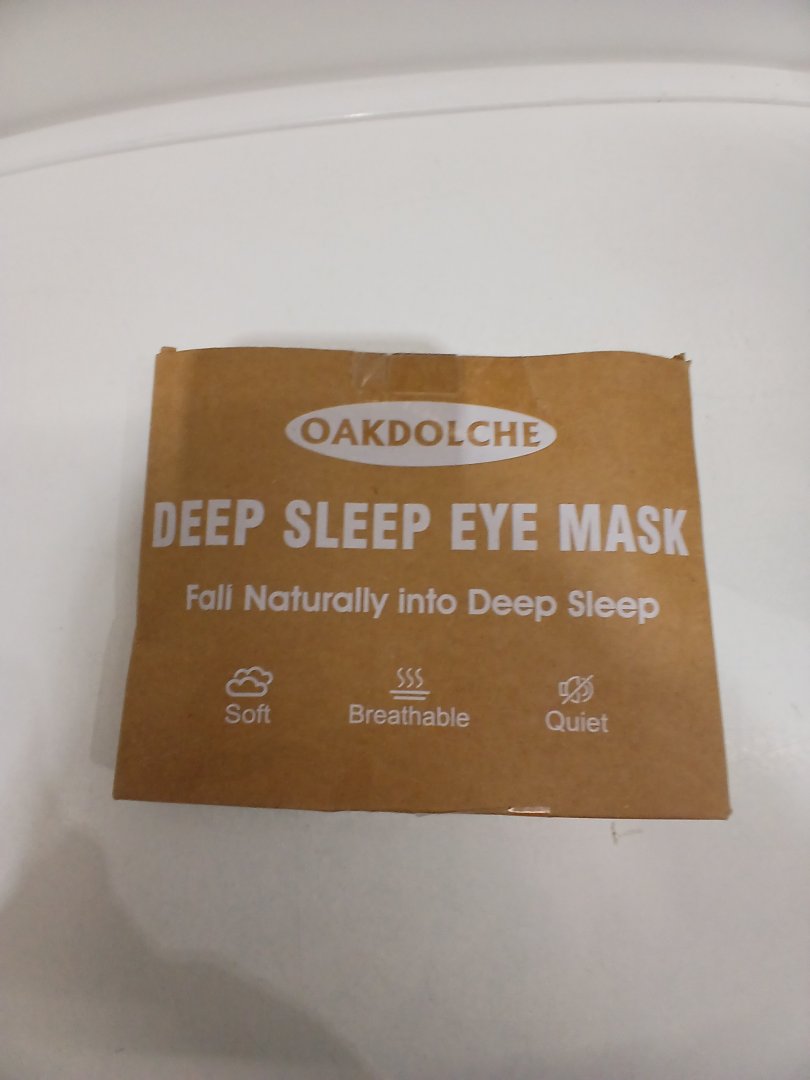 OAKDOLCHE
DEEP SLEEP EYE MASK
Fall Naturally into Deep Sleep
Soft
Breathable
Quiet